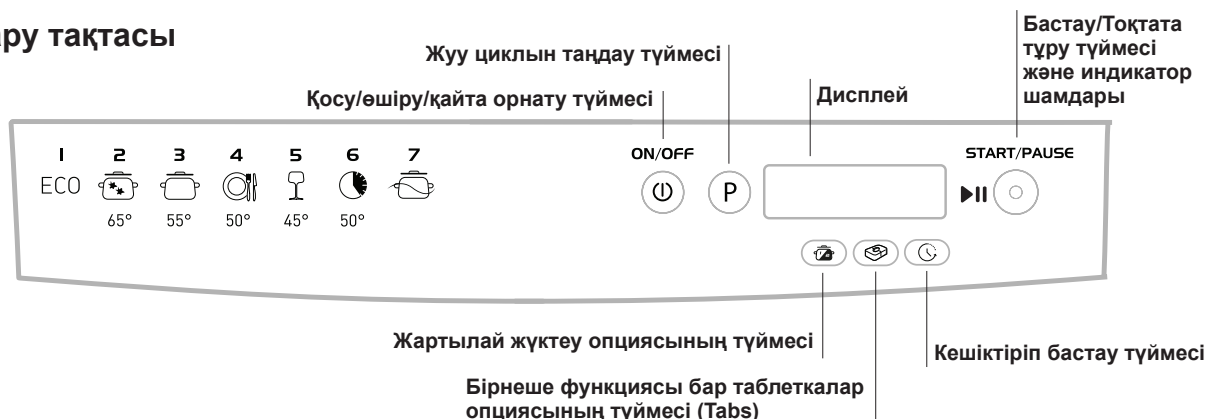 ару тақтасы
Жуу циклын таңдау түймесі
Бастау/Тоқтата
тұру түймесі
және индикатор
шамдары
Қосу/өшіру/қайта орнату түймесі
Дисплей
1 2 3 4 5 6 7
ECO
65° 55° 50° 45° 50°
ON/OFF
P
START/PAUSE
Жартылай жүктеу опциясының түймесі
Кешіктіріп бастау түймесі
Бірнеше функциясы бар таблеткалар
опциясының түймесі (Tabs)